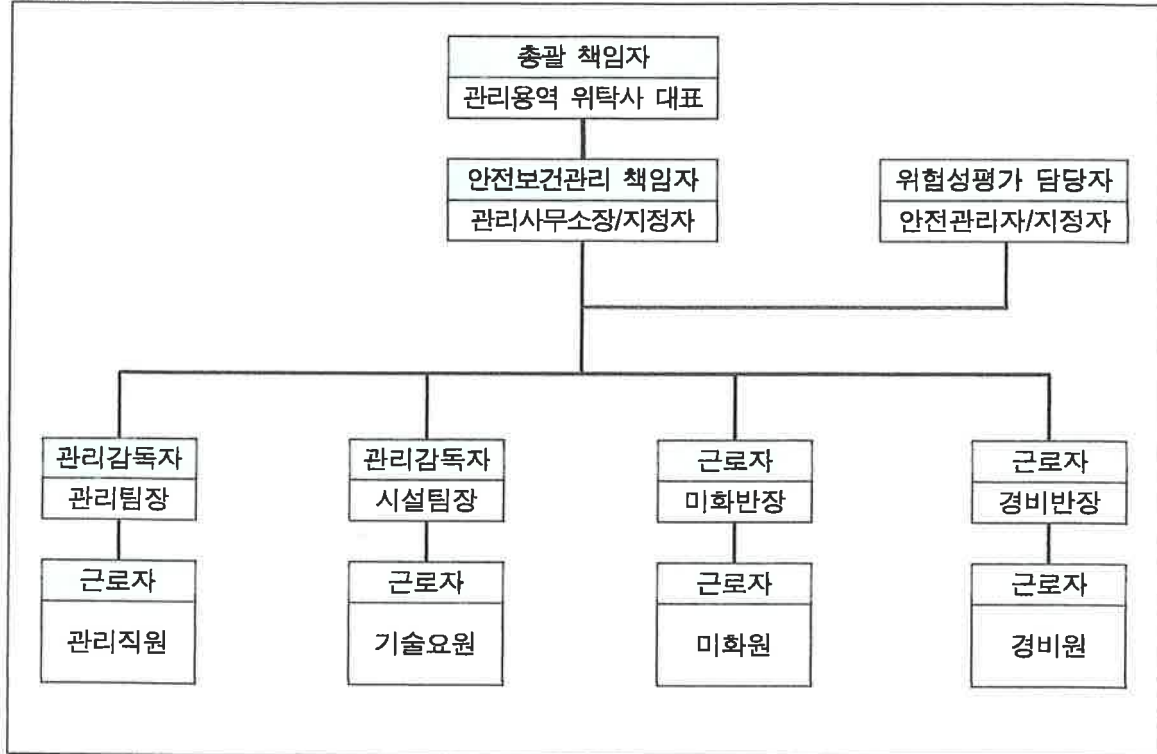 총괄 책임자
관리용역 위탁사 대표
안전보건관리 책임자
관리사무소장/지정자
위험성평가 담당자
안전관리자/지정자
관리감독자
관리팀장
관리감독자
시설팀장
근로자
미화반장
근로자
경비반장
근로자
관리직원
근로자
기술요원
근로자
미화원
근로자
경비원